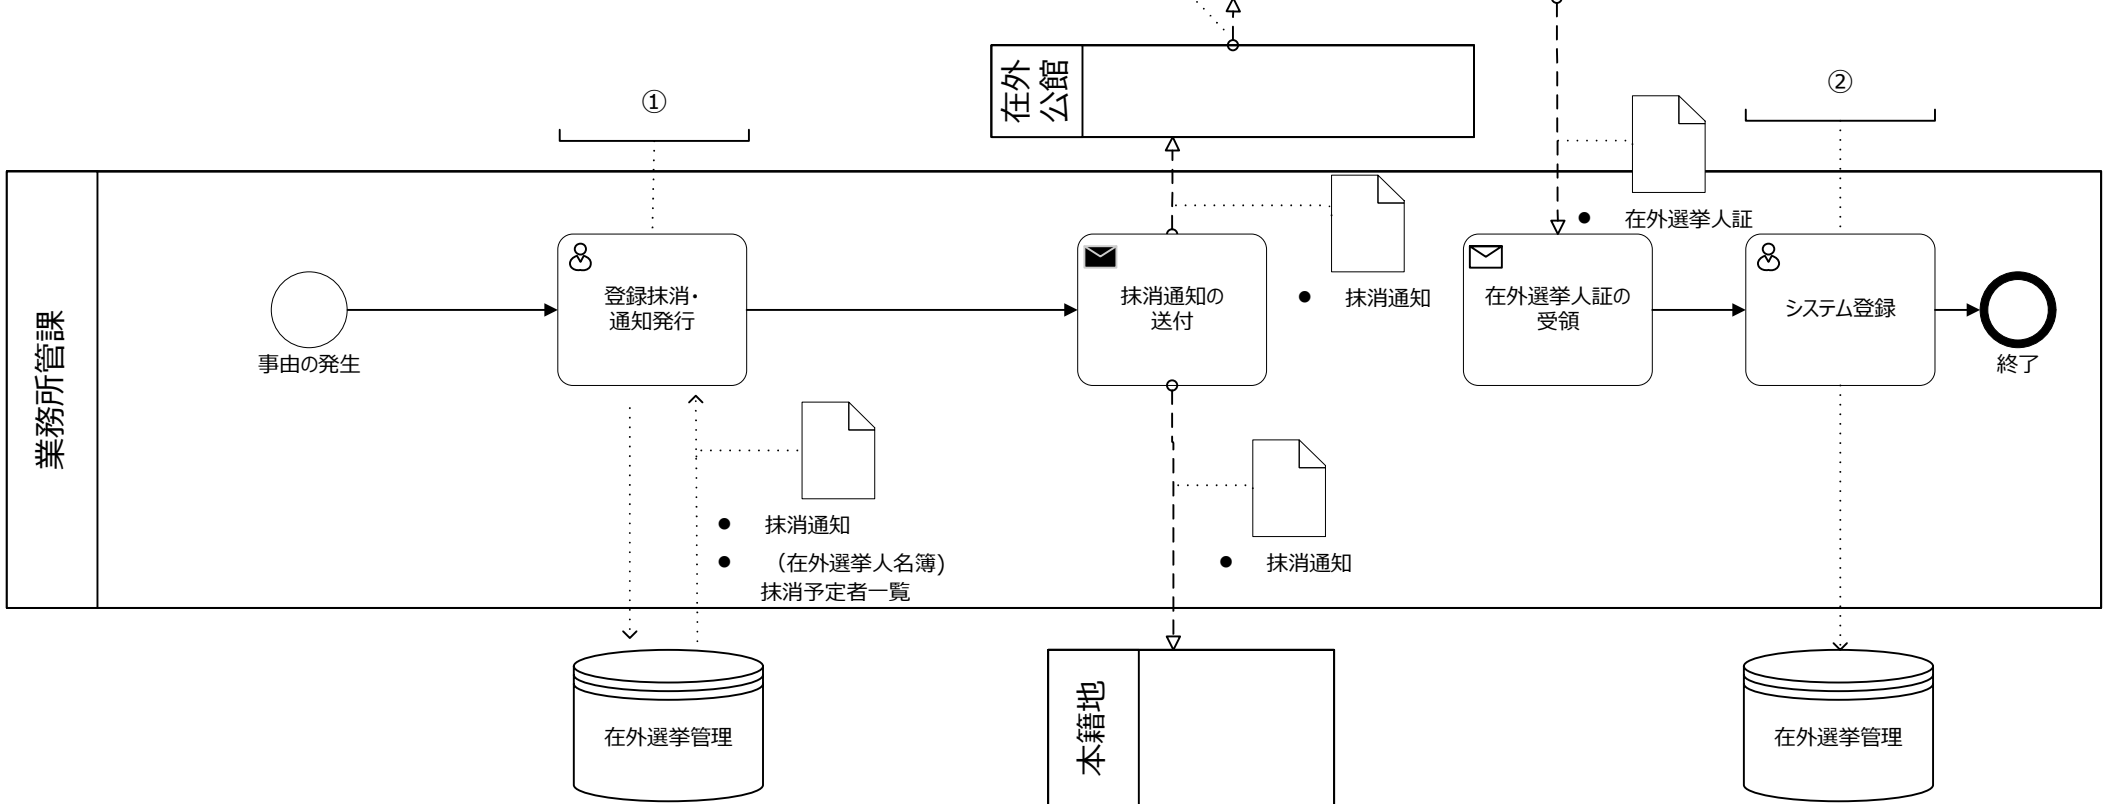 在外
公館
①
②
業務所管課
在外選挙人証
登録抹消・
通知発行
抹消通知の
送付
● 抹消通知
在外選挙人証の
受領
システム登録
事由の発生
終了
● 抹消通知
● （在外選挙人名簿)
抹消予定者一覧
● 抹消通知
在外選挙管理
本籍地
在外選挙管理